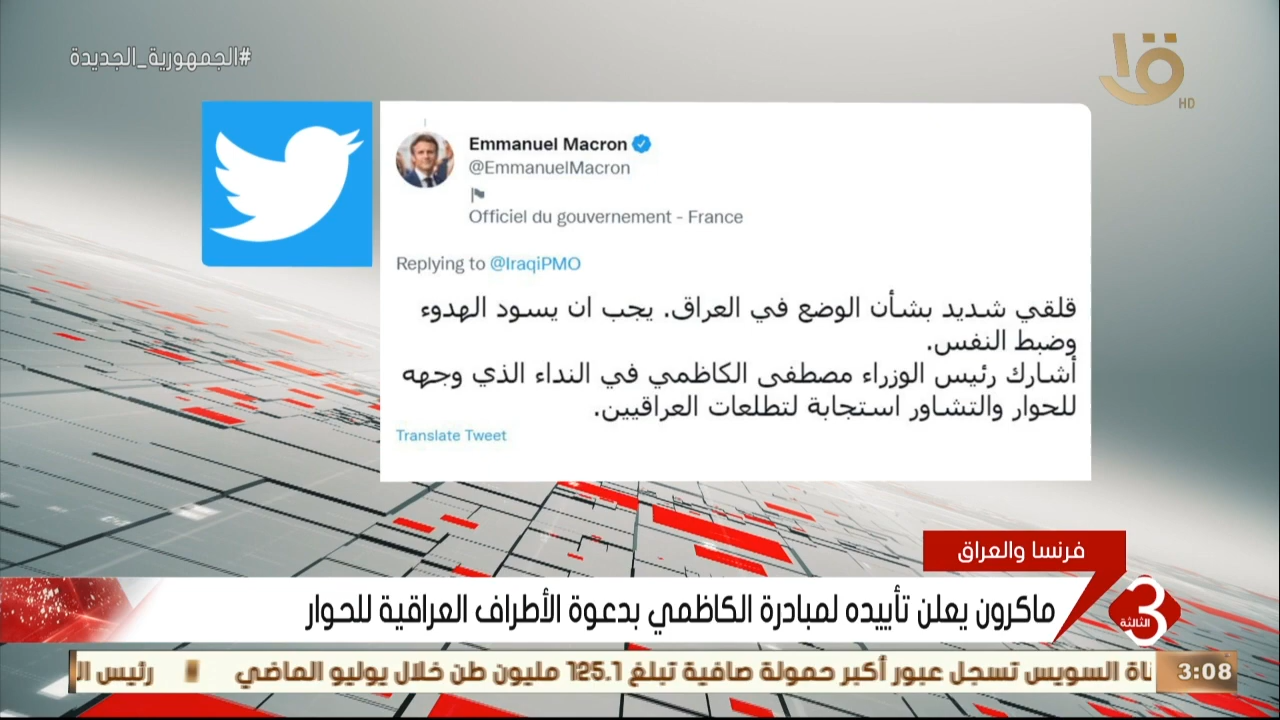 #الجمهورية_الجديدة
HD
Emmanuel Macron
@EmmanuelMacron
Officiel du gouvernement - France
Replying to @IraqiPMO
قلقي شديد بشأن الوضع في العراق. يجب ان يسود الهدوء
وضبط النفس.
أشارك رئيس الوزراء مصطفى الكاظمي في النداء الذي وجهه
للحوار والتشاور استجابة لتطلعات العراقيين.
Translate Tweet
فرنسا والعراق
3 الثالثة
ماكرون يعلن تأييده لمبادرة الكاظمي بدعوة الأطراف العراقية للحوار
3:08
ناة السويس تسجل عبور أكبر حمولة صافية تبلغ 125.1 مليون طن خلال يوليو الماضي
رئيس ال